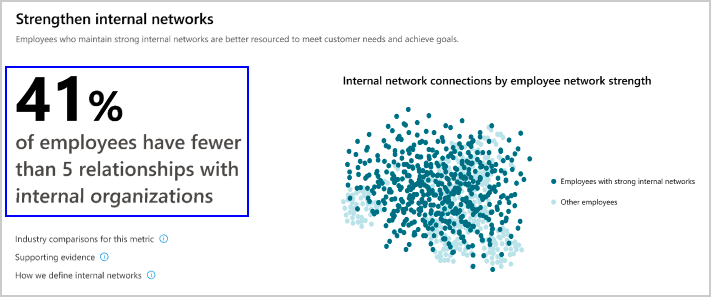 Strengthen internal networks
Employees who maintain strong internal networks are better resourced to meet customer needs and achieve goals.
41%
of employees have fewer
than 5 relationships with
internal organizations
Internal network connections by employee network strength
Employees with strong internal networks
Other employees
Industry comparisons for this metric
Supporting evidence
How we define internal networks